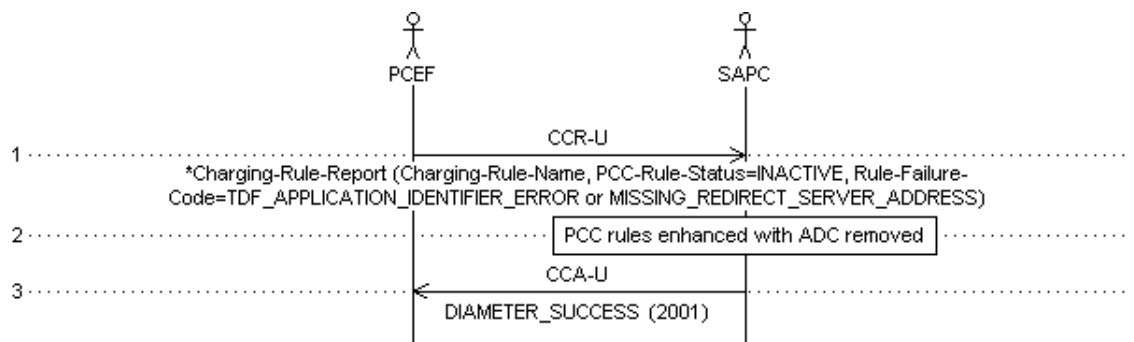 PCEF SAPC
CCR-U
1
*Charging-Rule-Report (Charging-Rule-Name, PCC-Rule-Status=INACTIVE, Rule-Failure-
Code=TDF_APPLICATION_IDENTIFIER_ERROR or MISSING_REDIRECT_SERVER_ADDRESS)
2 PCC rules enhanced with ADC removed
CCA-U
3
DIAMETER_SUCCESS (2001)